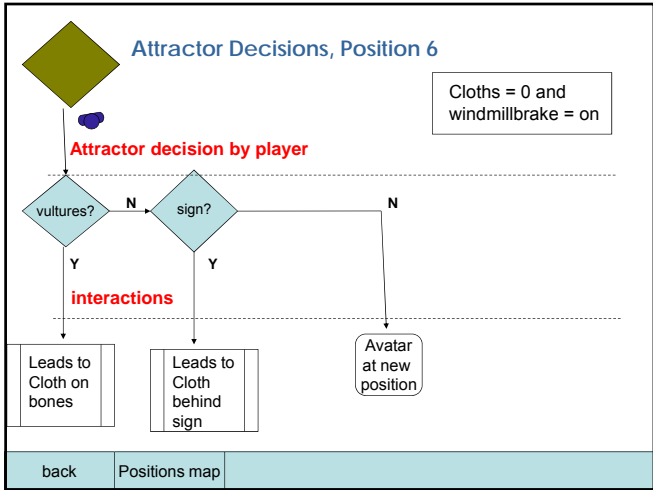 Attractor Decisions, Position 6
Cloths = 0 and
windmillbrake = on
Attractor decision by player
vultures?
N
sign?
N
Y
Y
interactions
Leads to
Cloth on
bones
Leads to
Cloth
behind
sign
Avatar
at new
position
back
Positions map